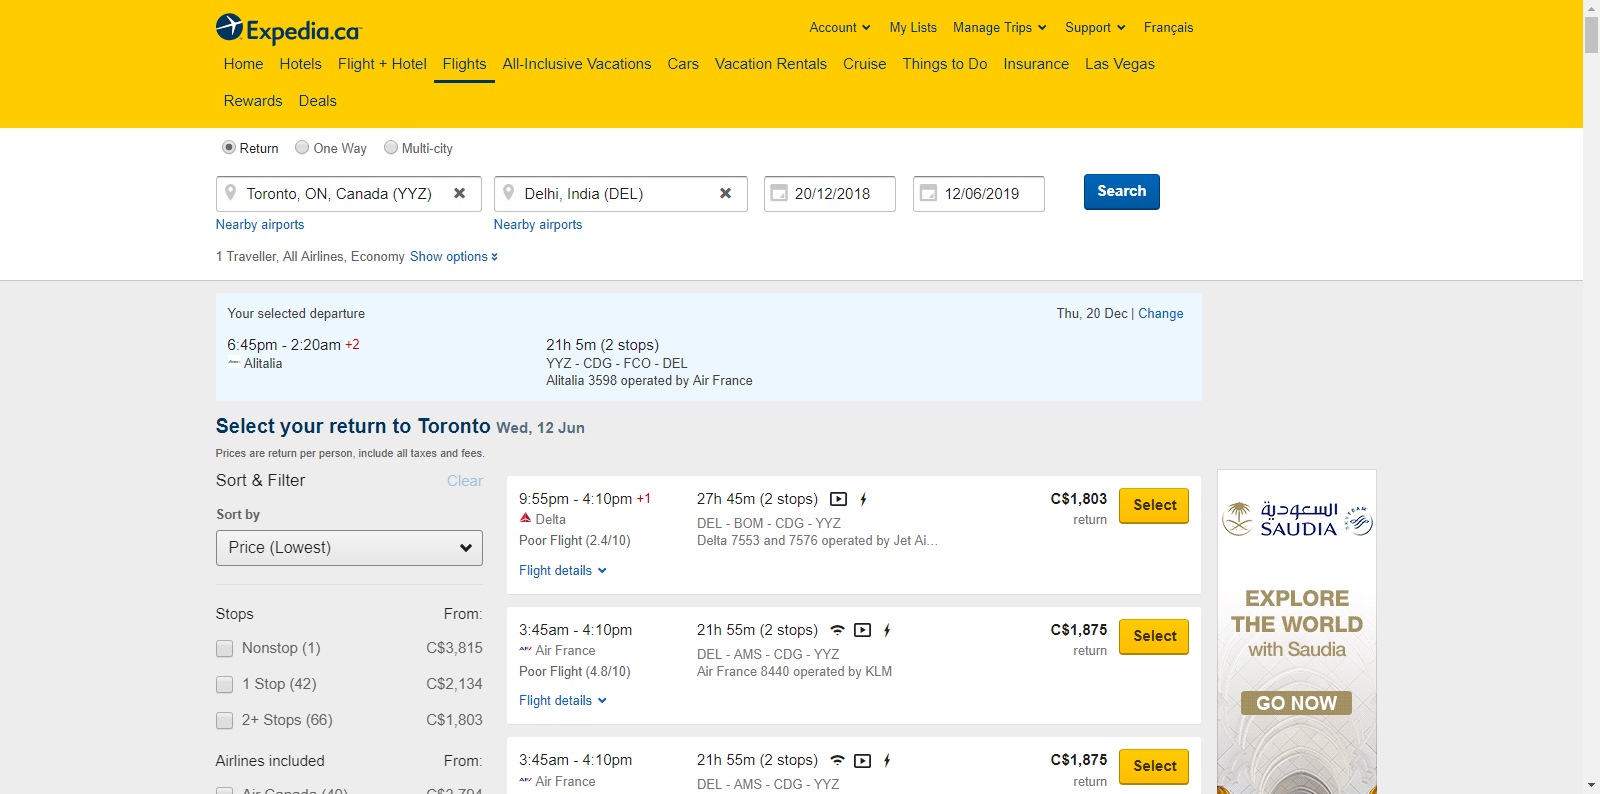 Expedia.ca
Account My Lists Manage Trips Support Français
Home Hotels Flight + Hotel Flights All-Inclusive Vacations Cars Vacation Rentals Cruise Things to Do Insurance Las Vegas
Rewards Deals
Return One Way Multi-city
Toronto, ON, Canada (YYZ) Delhi, India (DEL) 20/12/2018 12/06/2019 Search
Nearby airports Nearby airports
1 Traveller, All Airlines, Economy Show options
Your selected departure Thu, 20 Dec | Change
6:45pm - 2:20am +2 21h 5m (2 stops)
Alitalia YYZ - CDG - FCO - DEL
Alitalia 3598 operated by Air France
Select your return to Toronto Wed, 12 Jun
Prices are return per person, include all taxes and fees.
Sort & Filter Clear
Sort by
Price (Lowest)
Stops From:
Nonstop (1) C$3,815
1 Stop (42) C$2,134
2+ Stops (66) C$1,803
Airlines included From:
Air Canada (40) C$3,794
9:55pm - 4:10pm +1 27h 45m (2 stops) C$1,803 Select
Delta DEL - BOM - CDG - YYZ return
Poor Flight (2.4/10) Delta 7553 and 7576 operated by Jet Ai...
Flight details
3:45am - 4:10pm 21h 55m (2 stops) C$1,875 Select
Air France DEL - AMS - CDG - YYZ return
Poor Flight (4.8/10) Air France 8440 operated by KLM
Flight details
3:45am - 4:10pm 21h 55m (2 stops) C$1,875 Select
Air France DEL - AMS - CDG - YYZ return
السعودية
SAUDIA
EXPLORE
THE WORLD
with Saudia
GO NOW